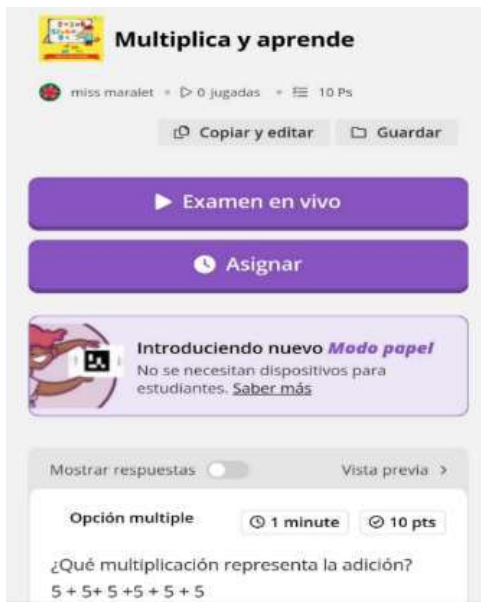 Multiplica y aprende
miss maralet • 0 jugadas • 10 Ps
Copiar y editar Guardar
Examen en vivo
Asignar
Introduciendo nuevo Modo papel
No se necesitan dispositivos para
estudiantes. Saber más
Mostrar respuestas Vista previa >
Opción multiple 1 minute 10 pts
¿Qué multiplicación representa la adición?
5 + 5+ 5 +5 + 5 + 5